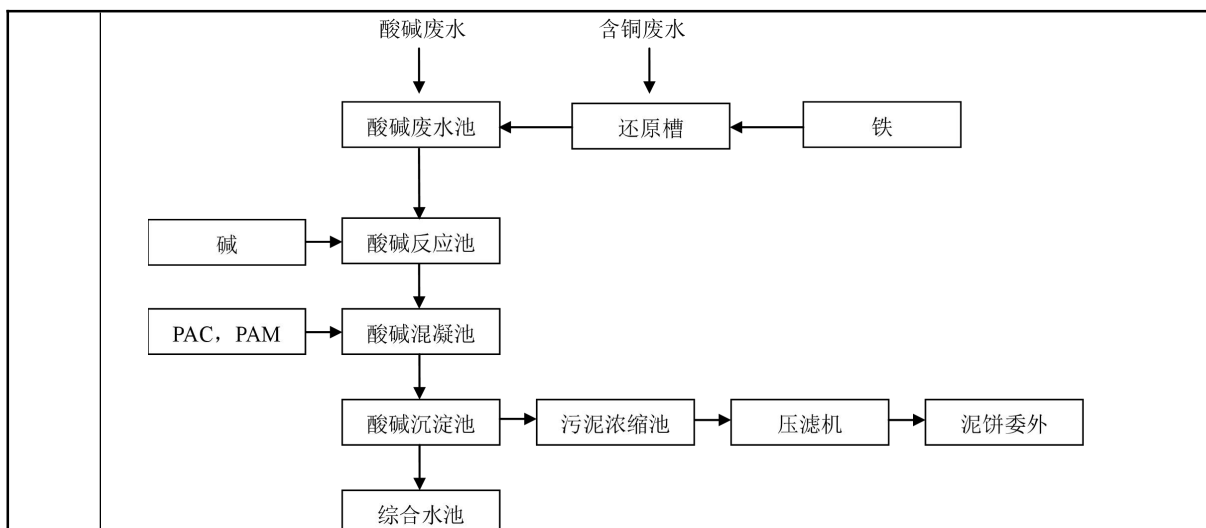 酸碱废水
含铜废水
酸碱废水池
还原槽
铁
碱
酸碱反应池
PAC，PAM
酸碱混凝池
酸碱沉淀池
污泥浓缩池
压滤机
泥饼委外
综合水池